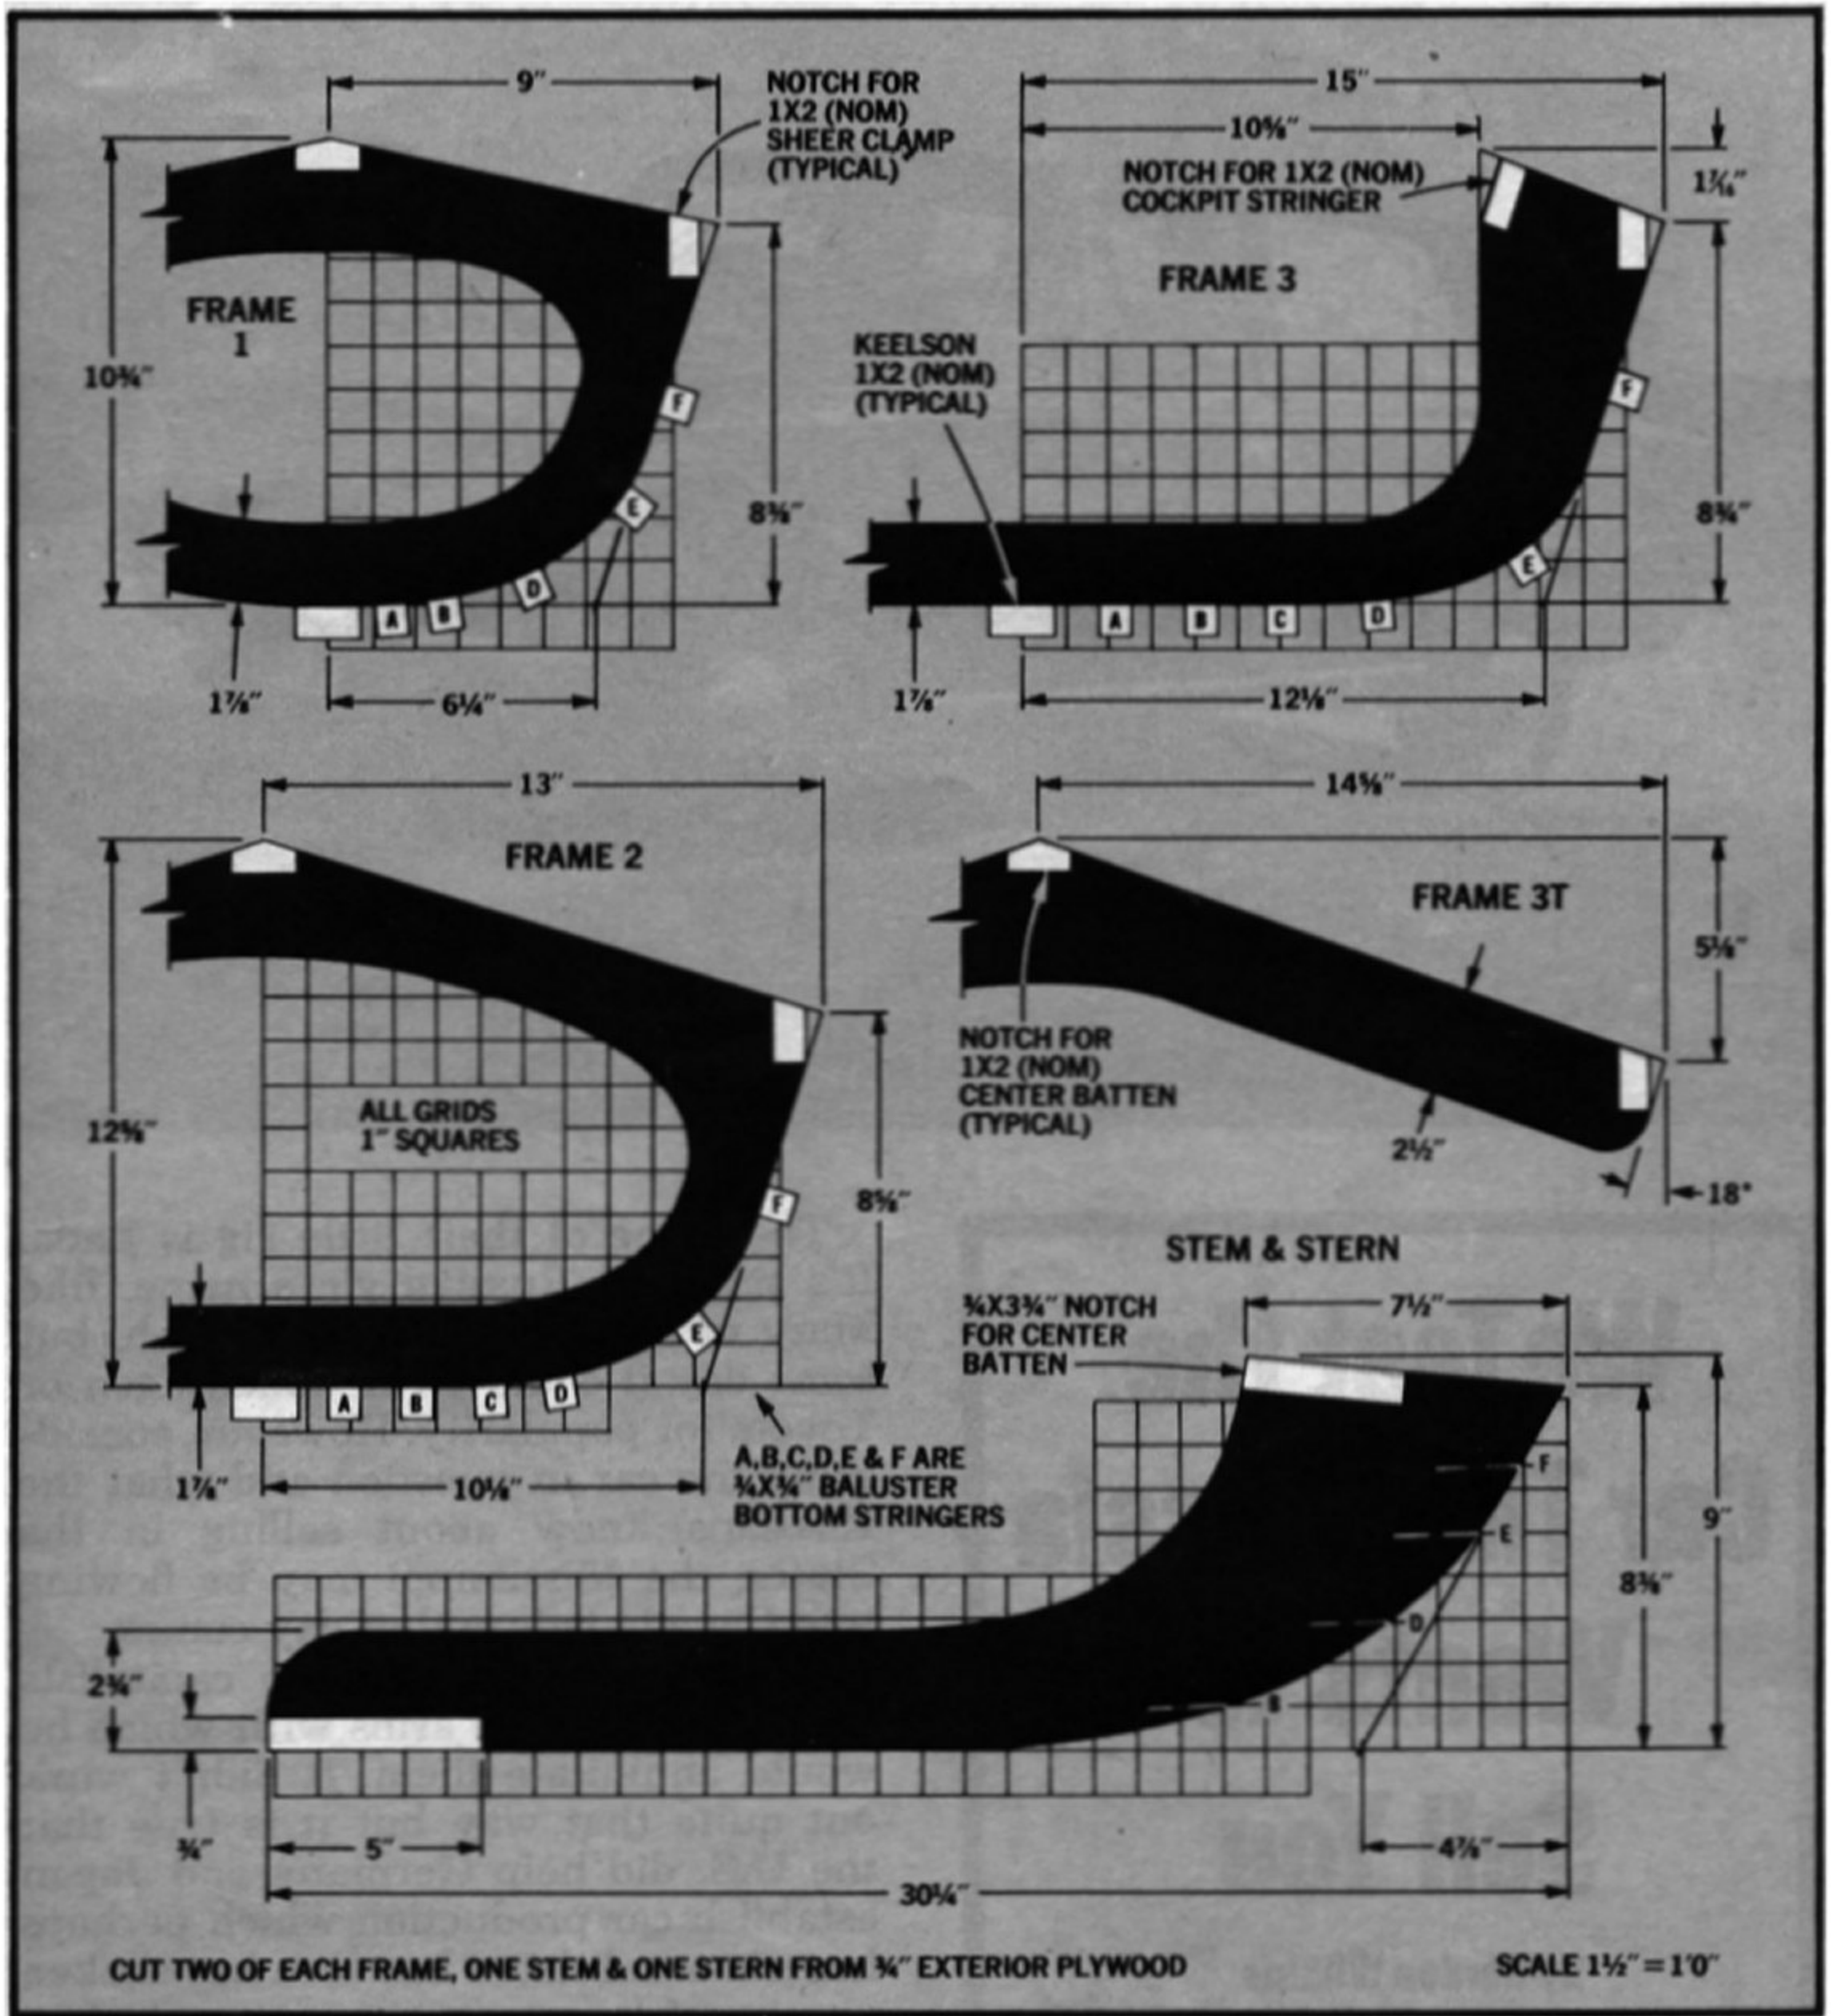 9″
NOTCH FOR
1X2 (NOM)
SHEER CLAMP
(TYPICAL)
FRAME
1
10¾″
8⅜″
F
E
D
A
B
1⅞″
6¼″
15″
10⅝″
NOTCH FOR 1X2 (NOM)
COCKPIT STRINGER
FRAME 3
KEELSON
1X2 (NOM)
(TYPICAL)
F
8¾″
E
A
B
C
D
1⅞″
12⅛″
13″
FRAME 2
12⅝″
ALL GRIDS
1″ SQUARES
F
8⅝″
E
A
B
C
D
1⅞″
10⅛″
A,B,C,D,E & F ARE
¾X¾″ BALUSTER
BOTTOM STRINGERS
14⅝″
FRAME 3T
5⅛″
NOTCH FOR
1X2 (NOM)
CENTER BATTEN
(TYPICAL)
2½″
18°
STEM & STERN
¾X3¾″ NOTCH
FOR CENTER
BATTEN
7½″
F
E
D
B
9″
8⅜″
2¾″
¾″
5″
4⅞″
30¼″
CUT TWO OF EACH FRAME, ONE STEM & ONE STERN FROM ¾″ EXTERIOR PLYWOOD
SCALE 1½″ = 1'0″